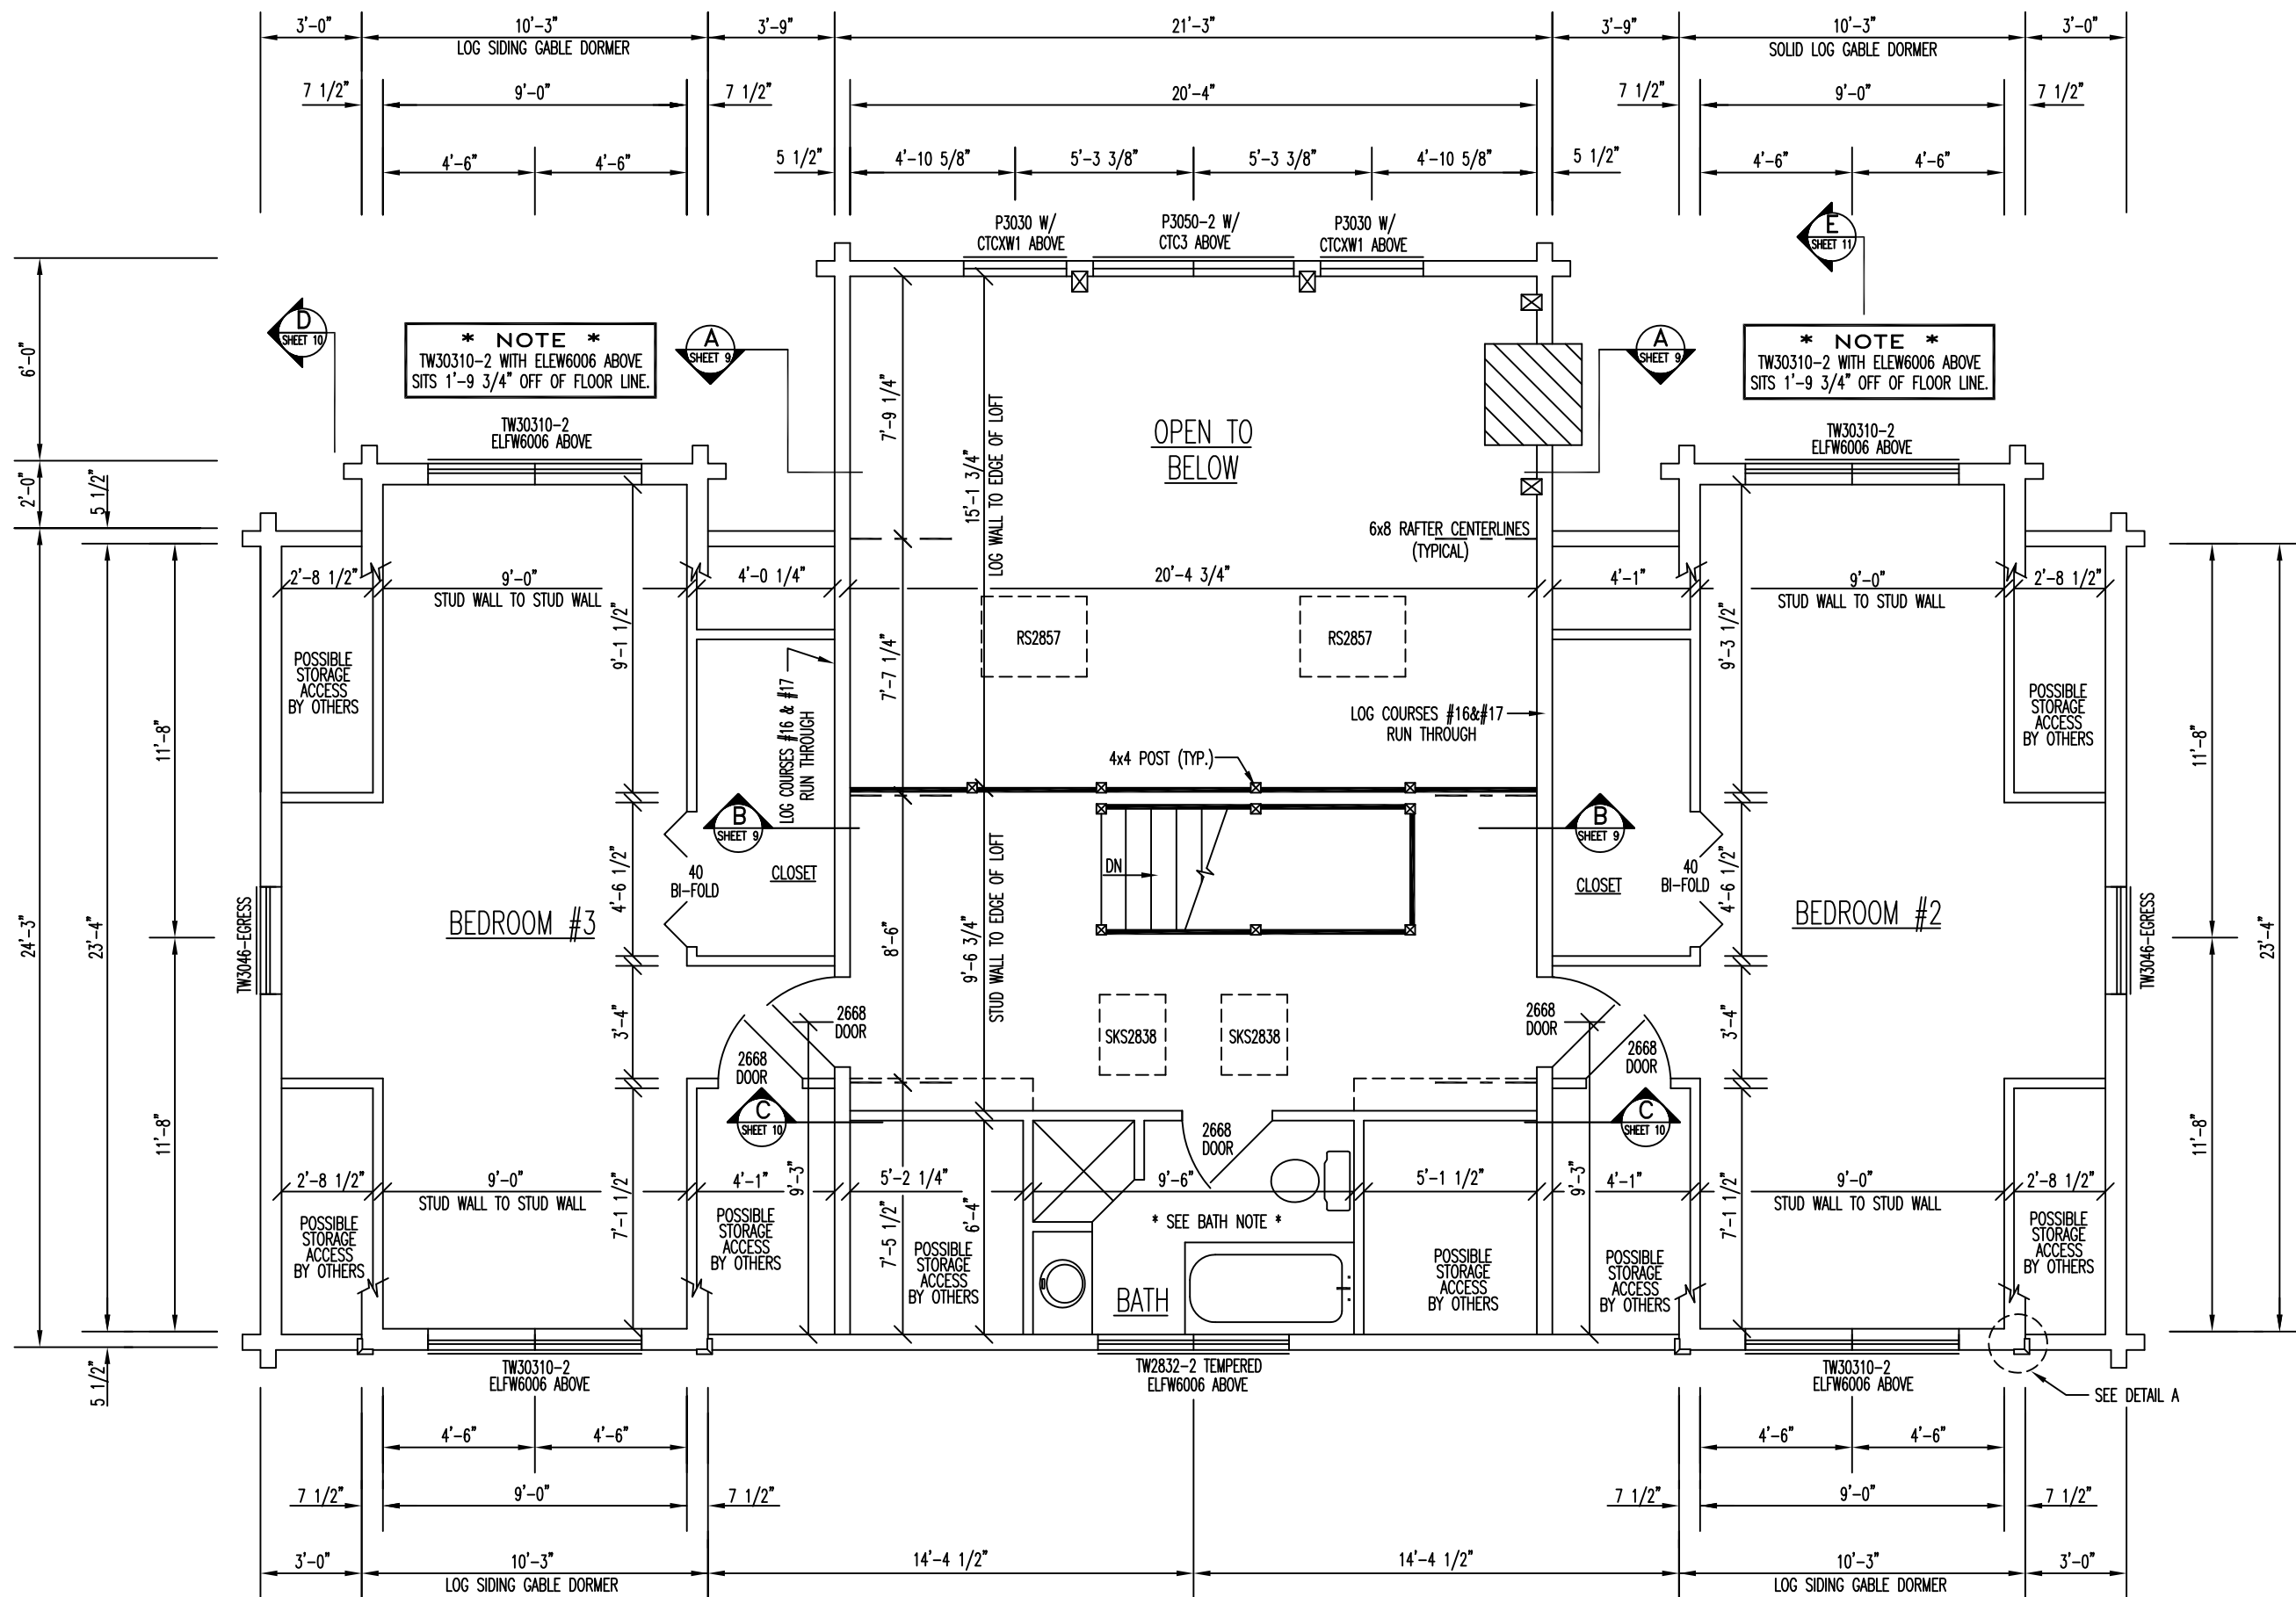 3'-0"
10'-3"
LOG SIDING GABLE DORMER
3'-9"
21'-3"
3'-9"
10'-3"
SOLID LOG GABLE DORMER
3'-0"
7 1/2"
9'-0"
7 1/2"
20'-4"
7 1/2"
9'-0"
7 1/2"
4'-6"
4'-6"
5 1/2"
4'-10 5/8"
5'-3 3/8"
5'-3 3/8"
4'-10 5/8"
5 1/2"
4'-6"
4'-6"
P3030 W/
CTCXW1 ABOVE
P3050-2 W/
CTC3 ABOVE
P3030 W/
CTCXW1 ABOVE
E
SHEET 11
D
SHEET 10
* NOTE *
TW30310-2 WITH ELEW6006 ABOVE
SITS 1'-9 3/4" OFF OF FLOOR LINE.
A
SHEET 9
A
SHEET 9
* NOTE *
TW30310-2 WITH ELEW6006 ABOVE
SITS 1'-9 3/4" OFF OF FLOOR LINE.
6'-0"
2'-0"
5 1/2"
TW30310-2
ELFW6006 ABOVE
7'-9 1/4"
15'-1 3/4"
LOG WALL TO EDGE OF LOFT
OPEN TO
BELOW
TW30310-2
ELFW6006 ABOVE
6x8 RAFTER CENTERLINES
(TYPICAL)
2'-8 1/2"
9'-0"
STUD WALL TO STUD WALL
4'-0 1/4"
20'-4 3/4"
4'-1"
9'-0"
STUD WALL TO STUD WALL
2'-8 1/2"
9'-1 1/2"
9'-3 1/2"
RS2857
RS2857
POSSIBLE
STORAGE
ACCESS
BY OTHERS
LOG COURSES #16 & #17
RUN THROUGH
7'-7 1/4"
LOG COURSES #16&#17
RUN THROUGH
POSSIBLE
STORAGE
ACCESS
BY OTHERS
11'-8"
11'-8"
4x4 POST (TYP.)
B
SHEET 9
B
SHEET 9
40
BI-FOLD
CLOSET
DN
CLOSET
40
BI-FOLD
4'-6 1/2"
4'-6 1/2"
24'-3"
23'-4"
TW3046-EGRESS
BEDROOM #3
8'-6"
9'-6 3/4"
STUD WALL TO EDGE OF LOFT
BEDROOM #2
TW3046-EGRESS
23'-4"
3'-4"
2668
DOOR
2668
DOOR
SKS2838
SKS2838
2668
DOOR
2668
DOOR
3'-4"
C
SHEET 10
C
SHEET 10
2668
DOOR
11'-8"
11'-8"
2'-8 1/2"
9'-0"
STUD WALL TO STUD WALL
4'-1"
5'-2 1/4"
9'-6"
5'-1 1/2"
4'-1"
9'-0"
STUD WALL TO STUD WALL
2'-8 1/2"
7'-1 1/2"
9'-3"
7'-5 1/2"
6'-4"
9'-3"
7'-1 1/2"
* SEE BATH NOTE *
POSSIBLE
STORAGE
ACCESS
BY OTHERS
POSSIBLE
STORAGE
ACCESS
BY OTHERS
POSSIBLE
STORAGE
ACCESS
BY OTHERS
BATH
POSSIBLE
STORAGE
ACCESS
BY OTHERS
POSSIBLE
STORAGE
ACCESS
BY OTHERS
POSSIBLE
STORAGE
ACCESS
BY OTHERS
5 1/2"
TW30310-2
ELFW6006 ABOVE
TW2832-2 TEMPERED
ELFW6006 ABOVE
TW30310-2
ELFW6006 ABOVE
SEE DETAIL A
4'-6"
4'-6"
4'-6"
4'-6"
7 1/2"
9'-0"
7 1/2"
7 1/2"
9'-0"
7 1/2"
3'-0"
10'-3"
LOG SIDING GABLE DORMER
14'-4 1/2"
14'-4 1/2"
10'-3"
LOG SIDING GABLE DORMER
3'-0"